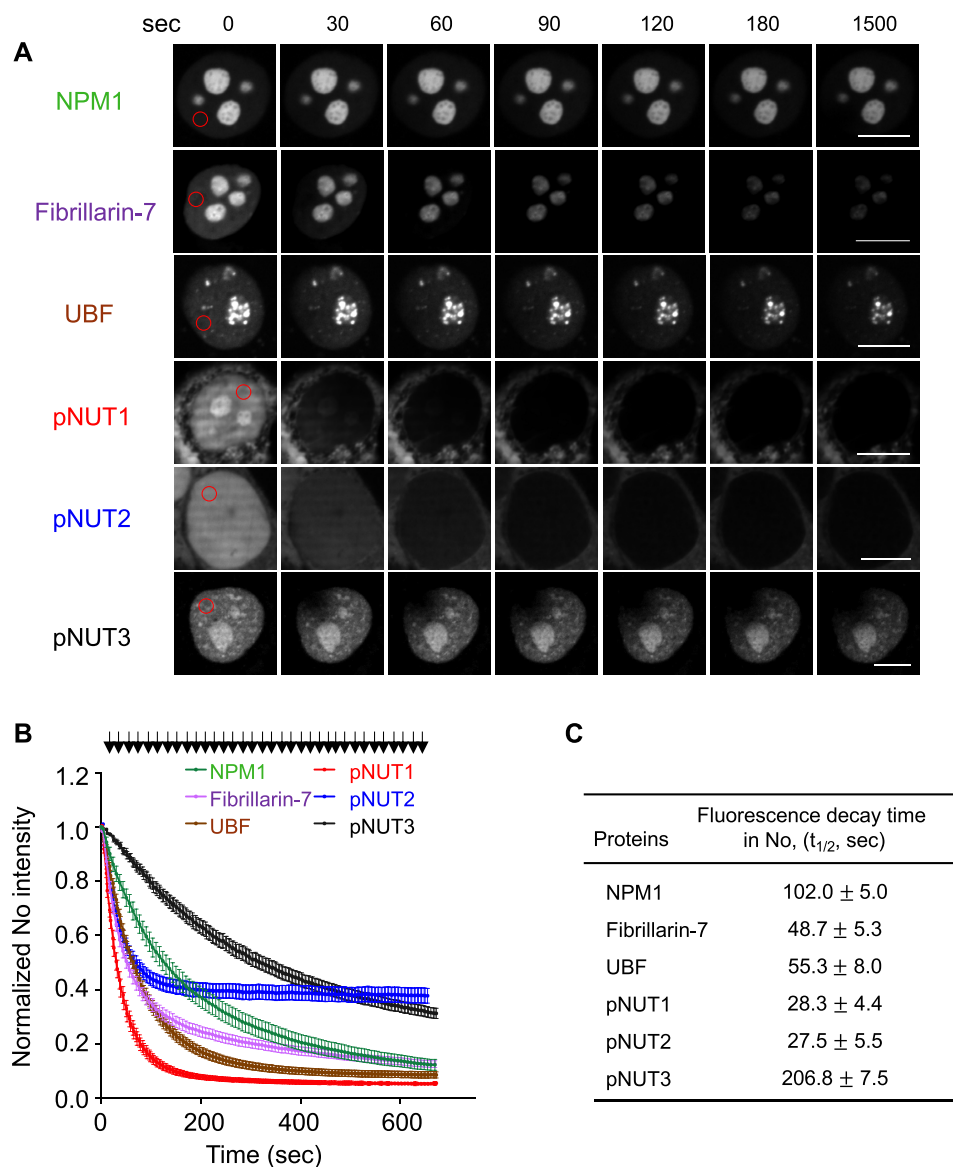 sec 0 30 60 90 120 180 1500
A
NPM1
Fibrillarin-7
UBF
pNUT1
pNUT2
pNUT3
B
1.2
1.0
0.8
0.6
0.4
0.2
0.0
Normalized No intensity
NPM1
Fibrillarin-7
UBF
pNUT1
pNUT2
pNUT3
0 200 400 600
Time (sec)
C
Proteins
Fluorescence decay time
in No, (t1/2, sec)
NPM1 102.0 ± 5.0
Fibrillarin-7 48.7 ± 5.3
UBF 55.3 ± 8.0
pNUT1 28.3 ± 4.4
pNUT2 27.5 ± 5.5
pNUT3 206.8 ± 7.5